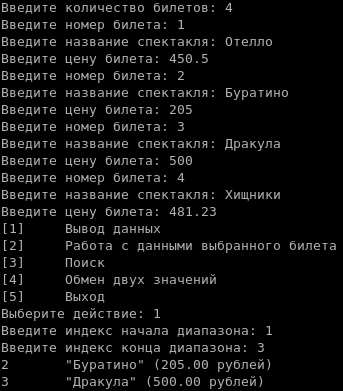 Введите количество билетов: 4
Введите номер билета: 1
Введите название спектакля: Отелло
Введите цену билета: 450.5
Введите номер билета: 2
Введите название спектакля: Буратино
Введите цену билета: 205
Введите номер билета: 3
Введите название спектакля: Дракула
Введите цену билета: 500
Введите номер билета: 4
Введите название спектакля: Хищники
Введите цену билета: 481.23
[1] Вывод данных
[2] Работа с данными выбранного билета
[3] Поиск
[4] Обмен двух значений
[5] Выход
Выберите действие: 1
Введите индекс начала диапазона: 1
Введите индекс конца диапазона: 3
2 "Буратино" (205.00 рублей)
3 "Дракула" (500.00 рублей)